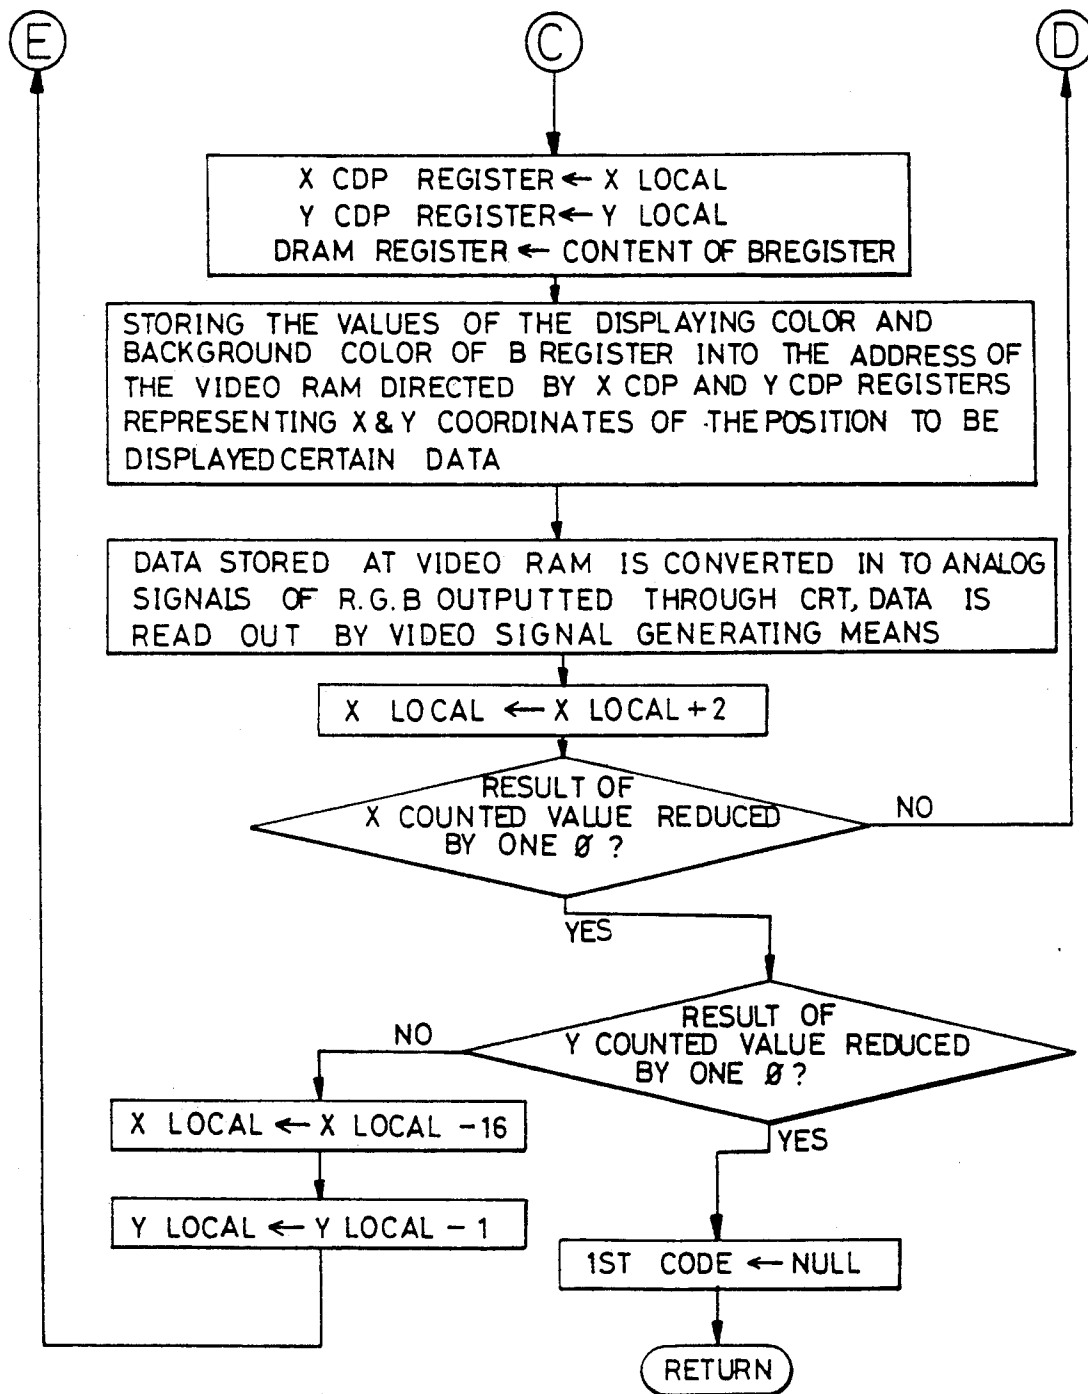 E
C
D
X CDP REGISTER ← X LOCAL
Y CDP REGISTER ← Y LOCAL
DRAM REGISTER ← CONTENT OF BREGISTER
STORING THE VALUES OF THE DISPLAYING COLOR AND
BACKGROUND COLOR OF B REGISTER INTO THE ADDRESS OF
THE VIDEO RAM DIRECTED BY X CDP AND Y CDP REGISTERS
REPRESENTING X & Y COORDINATES OF THE POSITION TO BE
DISPLAYED CERTAIN DATA
DATA STORED AT VIDEO RAM IS CONVERTED IN TO ANALOG
SIGNALS OF R.G.B OUTPUTTED THROUGH CRT, DATA IS
READ OUT BY VIDEO SIGNAL GENERATING MEANS
X LOCAL ← X LOCAL + 2
RESULT OF
X COUNTED VALUE REDUCED
BY ONE Ø ?
NO
YES
RESULT OF
Y COUNTED VALUE REDUCED
BY ONE Ø ?
NO
YES
X LOCAL ← X LOCAL - 16
Y LOCAL ← Y LOCAL - 1
1ST CODE ← NULL
RETURN